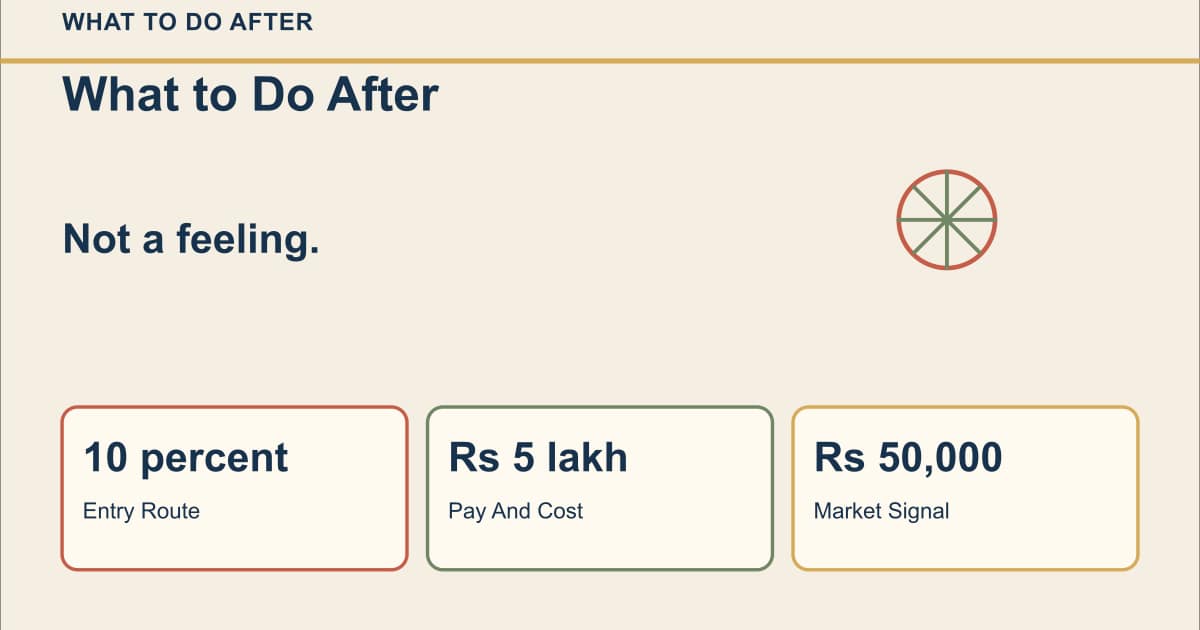 WHAT TO DO AFTER
What to Do After
Not a feeling.
10 percent
Entry Route
Rs 5 lakh
Pay And Cost
Rs 50,000
Market Signal